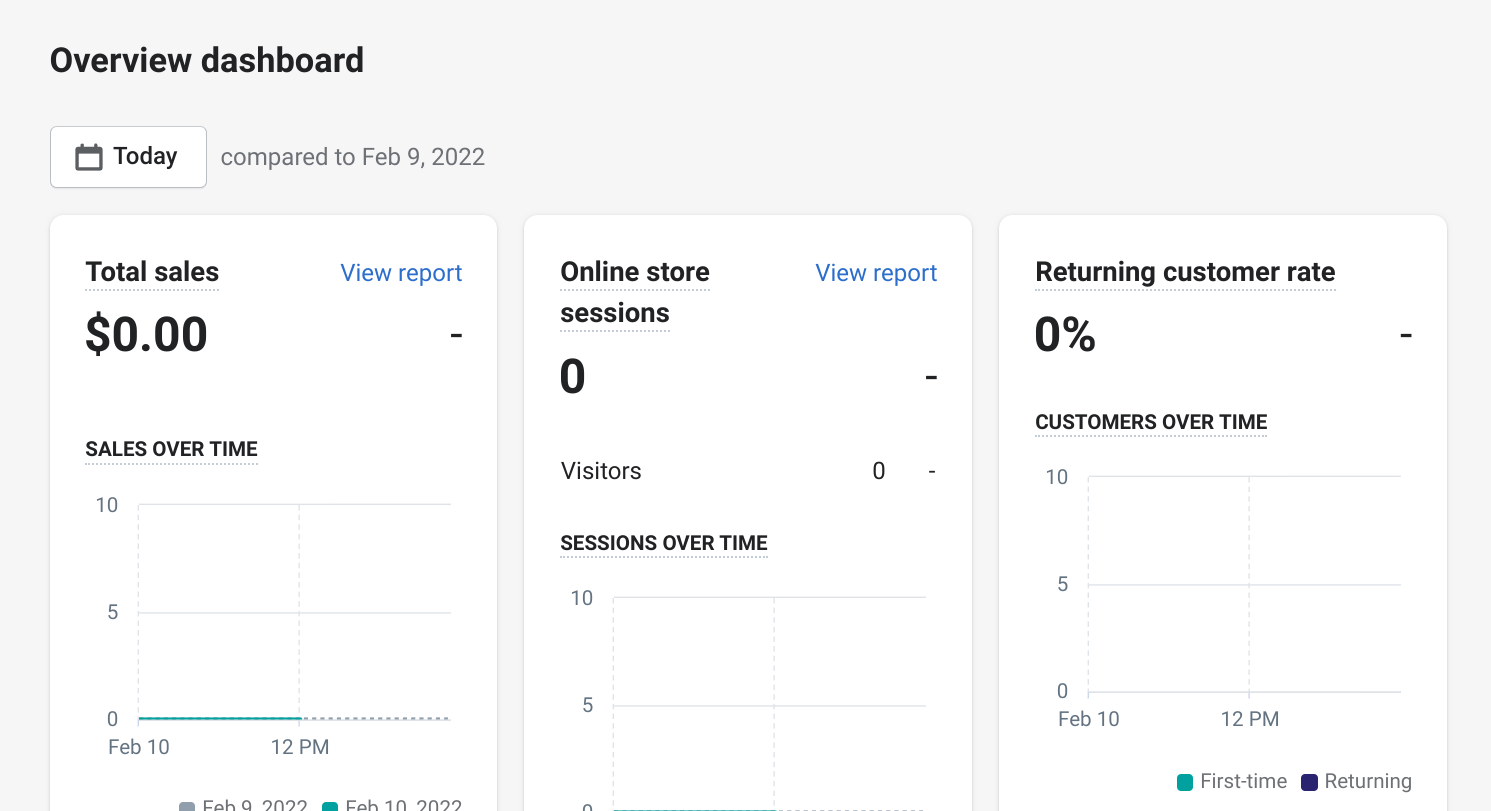 Overview dashboard
Today compared to Feb 9, 2022
Total sales View report
$0.00 -
SALES OVER TIME
10
5
0
Feb 10 12 PM
Feb 9, 2022 Feb 10, 2022
Online store sessions View report
0 -
Visitors 0 -
SESSIONS OVER TIME
10
5
0
Returning customer rate
0% -
CUSTOMERS OVER TIME
10
5
0
Feb 10 12 PM
First-time Returning